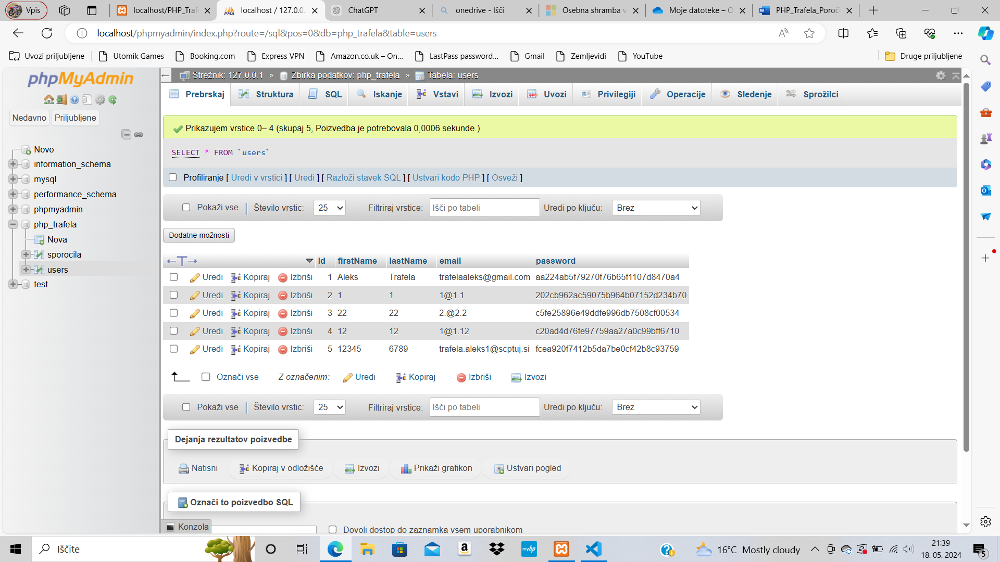 Vpis
localhost/PHP_Traf
localhost / 127.0.0.
ChatGPT
onedrive - Išči
Osebna shramba v
Moje datoteke – O
PHP_Trafela_Poroči
localhost/phpmyadmin/index.php?route=/sql&pos=0&db=php_trafela&table=users
Uvozi priljubljene
Utomik Games
Booking.com
Express VPN
Amazon.co.uk – On...
LastPass password...
Gmail
Zemljevidi
YouTube
Druge priljubljene
phpMyAdmin
Nedavno
Priljubljene
Novo
information_schema
mysql
performance_schema
phpmyadmin
php_trafela
Nova
sporocila
users
test
Strežnik: 127.0.0.1 » Zbirka podatkov: php_trafela » Tabela: users
Prebrskaj Struktura SQL Iskanje Vstavi Izvozi Uvozi Privilegiji Operacije Sledenje Sprožilci
Prikazujem vrstice 0– 4 (skupaj 5, Poizvedba je potrebovala 0,0006 sekunde.)
SELECT * FROM `users`
Profiliranje [ Uredi v vrstici ] [ Uredi ] [ Razloži stavek SQL ] [ Ustvari kodo PHP ] [ Osveži ]
Pokaži vse Število vrstic: 25 Filtriraj vrstice: Išči po tabeli Uredi po ključu: Brez
Dodatne možnosti
←T→ Id firstName lastName email password
Uredi Kopiraj Izbriši 1 Aleks Trafela trafelaaleks@gmail.com aa224ab5f79270f76b65f1107d8470a4
Uredi Kopiraj Izbriši 2 1 1 1@1.1 202cb962ac59075b964b07152d234b70
Uredi Kopiraj Izbriši 3 22 22 2.@2.2 c5fe25896e49ddfe996db7508cf00534
Uredi Kopiraj Izbriši 4 12 12 1@1.12 c20ad4d76fe97759aa27a0c99bff6710
Uredi Kopiraj Izbriši 5 12345 6789 trafela.aleks1@scptuj.si fcea920f7412b5da7be0cf42b8c93759
Označi vse Z označenim: Uredi Kopiraj Izbriši Izvozi
Pokaži vse Število vrstic: 25 Filtriraj vrstice: Išči po tabeli Uredi po ključu: Brez
Dejanja rezultatov poizvedbe
Natisni Kopiraj v odložišče Izvozi Prikaži grafikon Ustvari pogled
Označi to poizvedbo SQL
Konzola
Dovoli dostop do zaznamka vsem uporabnikom
Iščite
16°C Mostly cloudy
21:39
18. 05. 2024
5